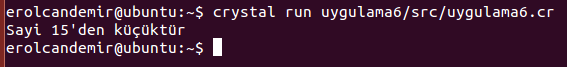 erolcandemir@ubuntu:~$ crystal run uygulama6/src/uygulama6.cr
Sayi 15'den küçüktür
erolcandemir@ubuntu:~$